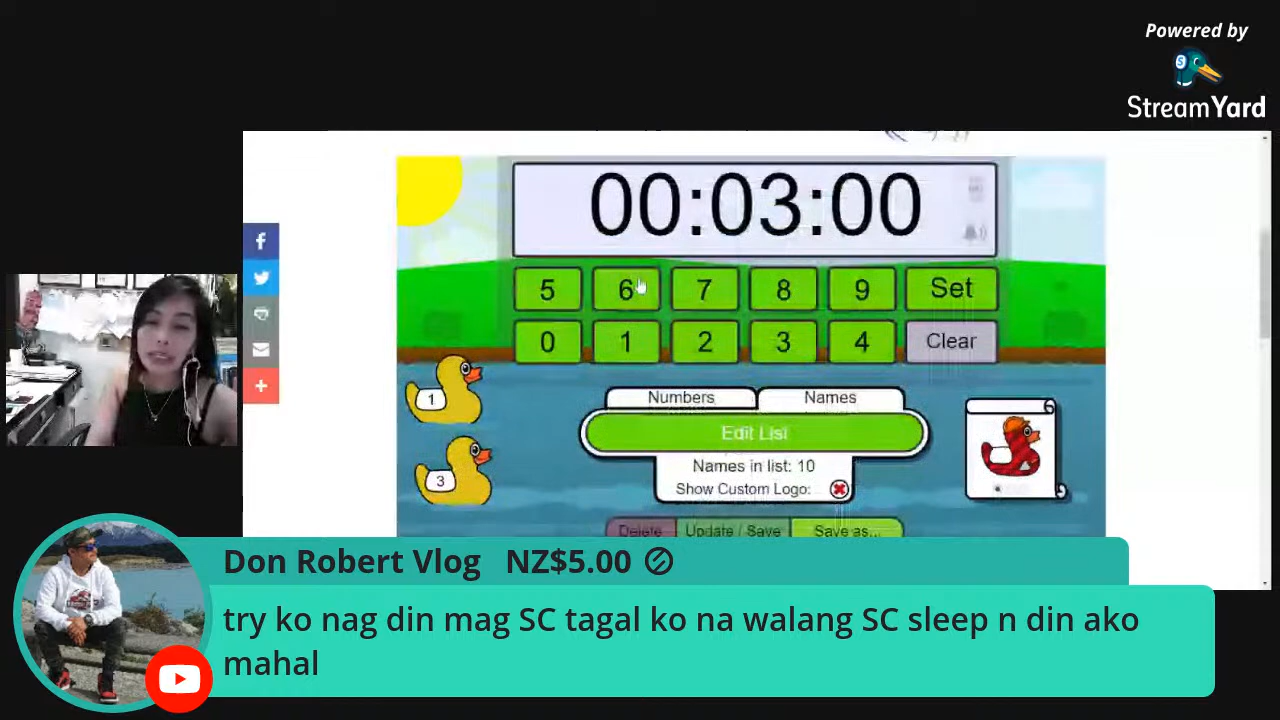 Powered by
StreamYard
00:03:00
5 6 7 8 9 Set
0 1 2 3 4 Clear
1
Numbers Names
Edit List
3
Names in list: 10
Show Custom Logo:
Delete Update / Save Save as...
Don Robert Vlog NZ$5.00
try ko nag din mag SC tagal ko na walang SC sleep n din ako
mahal